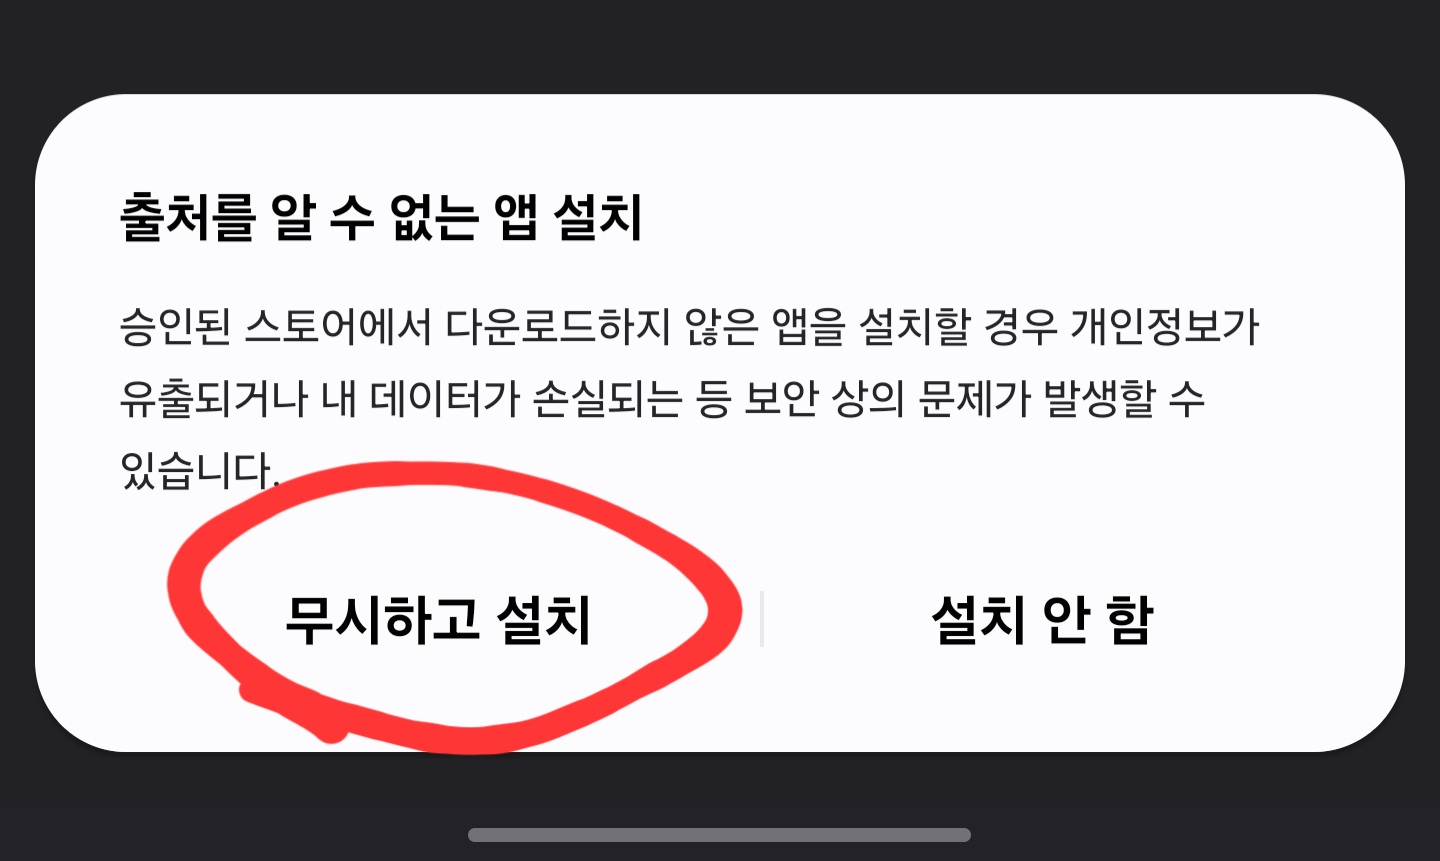 출처를 알 수 없는 앱 설치
승인된 스토어에서 다운로드하지 않은 앱을 설치할 경우 개인정보가
유출되거나 내 데이터가 손실되는 등 보안 상의 문제가 발생할 수
있습니다.
무시하고 설치
설치 안 함